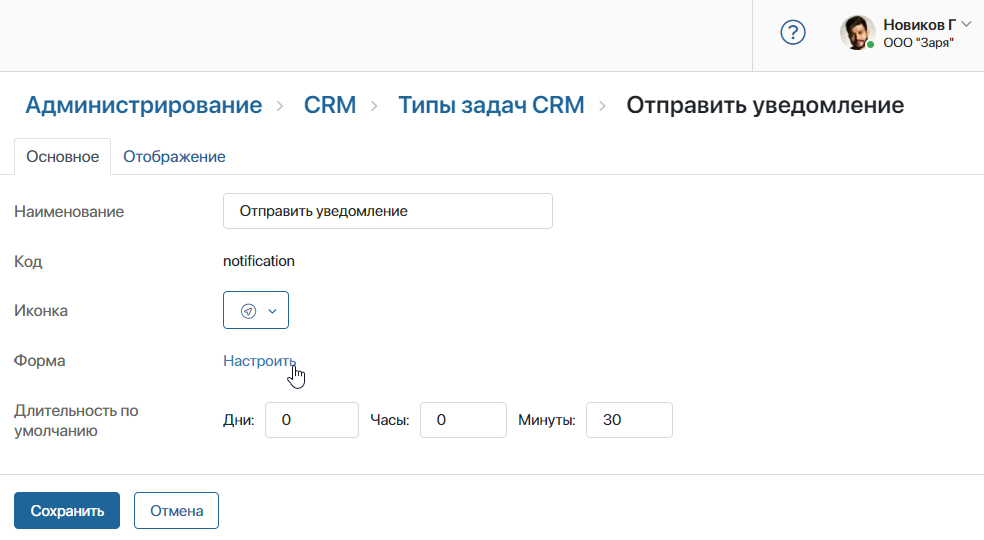 ?
Новиков Г
ООО "Заря"
Администрирование > CRM > Типы задач CRM > Отправить уведомление
Основное Отображение
Наименование Отправить уведомление
Код notification
Иконка
Форма Настроить
Длительность по
умолчанию
Дни: 0 Часы: 0 Минуты: 30
Сохранить Отмена